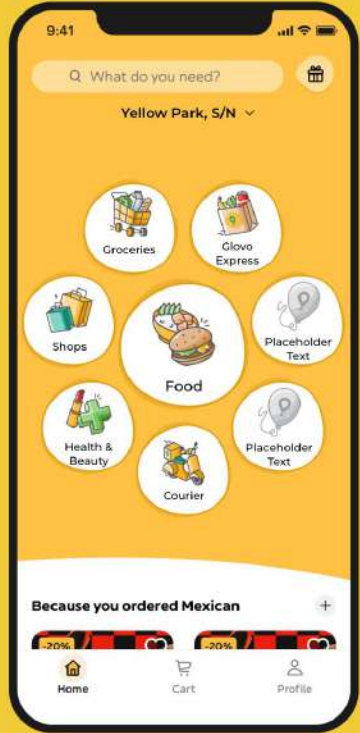 9:41
What do you need?
Yellow Park, S/N
Groceries
Glovo
Express
Shops
Placeholder
Text
Food
Health &
Beauty
Placeholder
Text
Courier
Because you ordered Mexican
-20%
-20%
Home
Cart
Profile